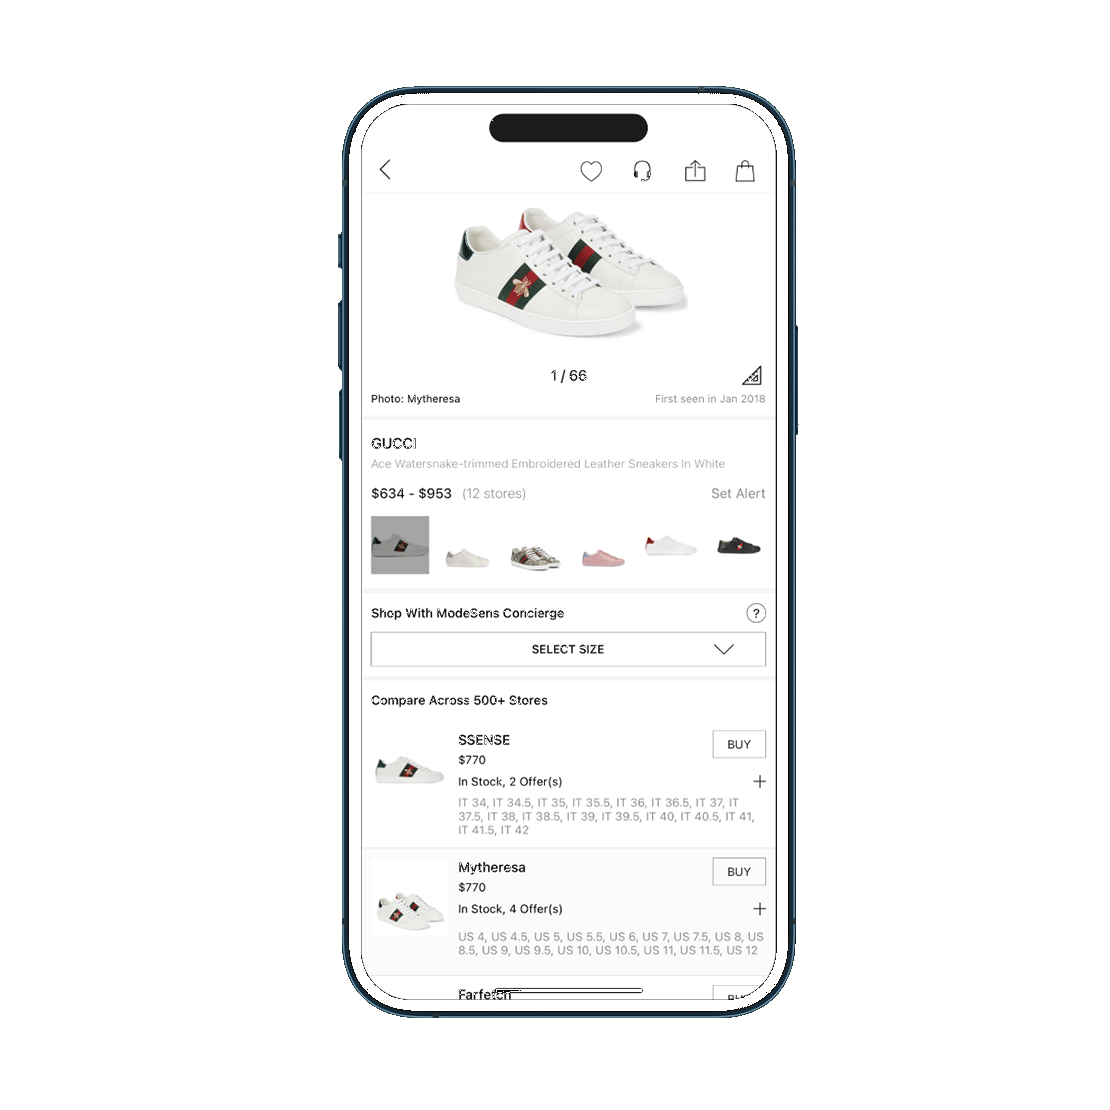 1 / 66
Photo: Mytheresa
First seen in Jan 2018
GUCCI
Ace Watersnake-trimmed Embroidered Leather Sneakers In White
$634 - $953 (12 stores)
Set Alert
Shop With ModeSens Concierge
?
SELECT SIZE
Compare Across 500+ Stores
SSENSE
BUY
$770
In Stock, 2 Offer(s)
+
IT 34, IT 34.5, IT 35, IT 35.5, IT 36, IT 36.5, IT 37, IT
37.5, IT 38, IT 38.5, IT 39, IT 39.5, IT 40, IT 40.5, IT 41,
IT 41.5, IT 42
Mytheresa
BUY
$770
In Stock, 4 Offer(s)
+
US 4, US 4.5, US 5, US 5.5, US 6, US 7, US 7.5, US 8, US
8.5, US 9, US 9.5, US 10, US 10.5, US 11, US 11.5, US 12
Farfetch
BUY